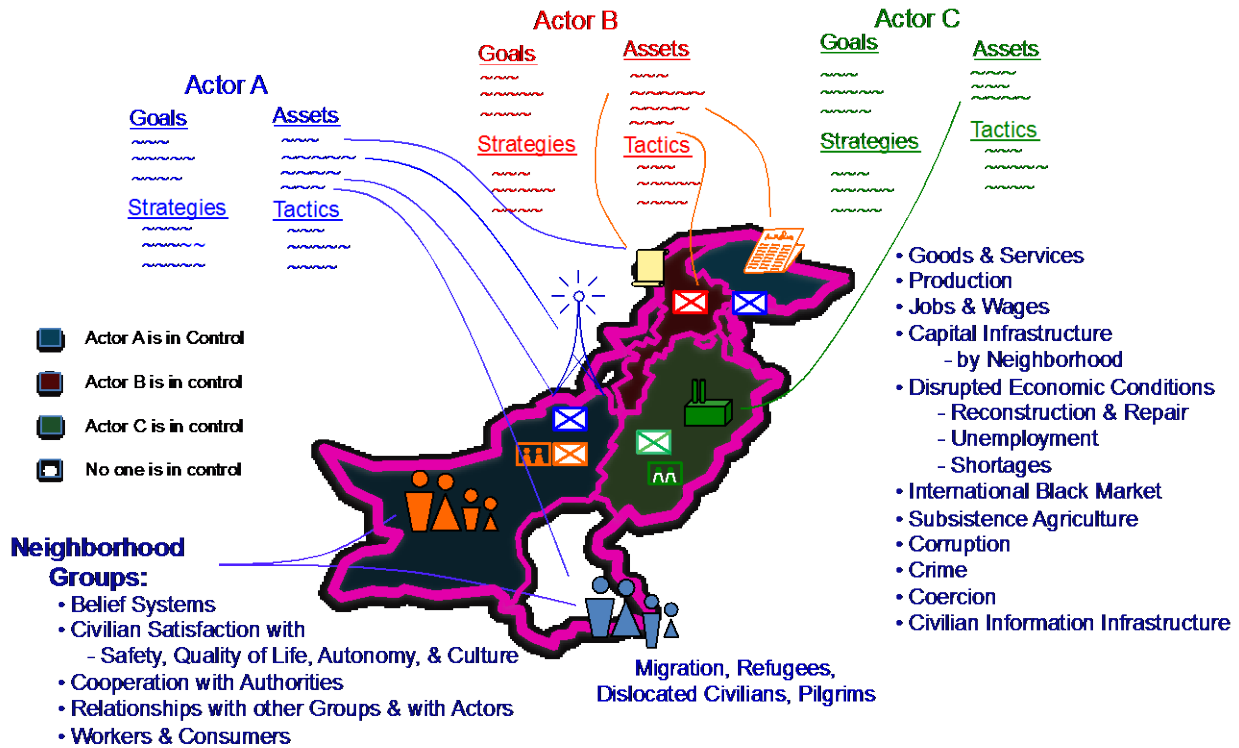 Actor A
Goals
Assets
Strategies
Tactics
Actor B
Goals
Assets
Strategies
Tactics
Actor C
Goals
Assets
Strategies
Tactics
Actor A is in Control
Actor B is in control
Actor C is in control
No one is in control
Neighborhood
Groups:
• Belief Systems
• Civilian Satisfaction with
– Safety, Quality of Life, Autonomy, & Culture
• Cooperation with Authorities
• Relationships with other Groups & with Actors
• Workers & Consumers
Migration, Refugees,
Dislocated Civilians, Pilgrims
• Goods & Services
• Production
• Jobs & Wages
• Capital Infrastructure
- by Neighborhood
• Disrupted Economic Conditions
- Reconstruction & Repair
- Unemployment
- Shortages
• International Black Market
• Subsistence Agriculture
• Corruption
• Crime
• Coercion
• Civilian Information Infrastructure